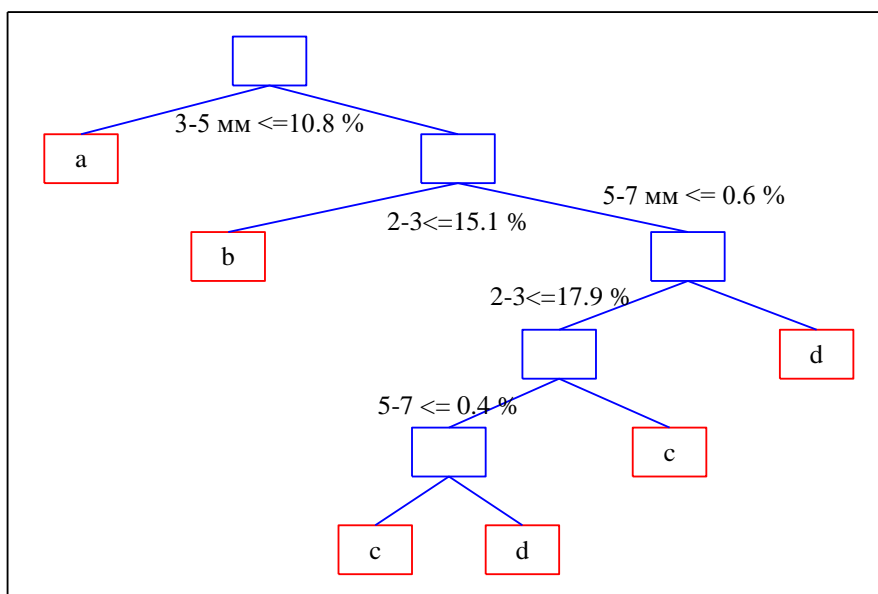 3-5 мм <=10.8 %
a
5-7 мм <= 0.6 %
2-3<=15.1 %
b
2-3<=17.9 %
d
5-7 <= 0.4 %
c
c
d